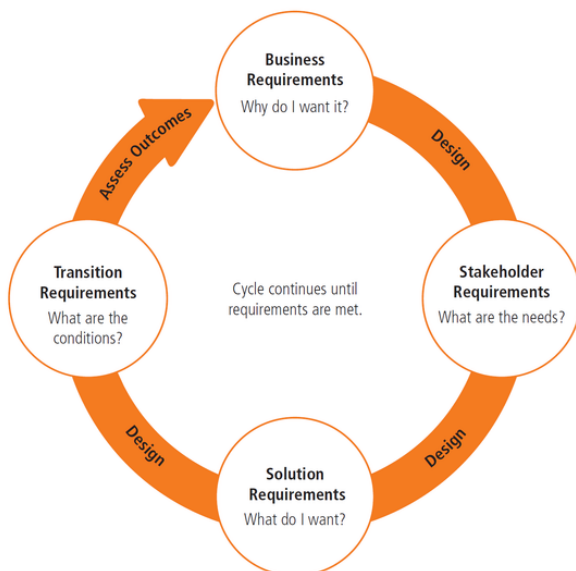 Business
Requirements
Why do I want it?
Design
Stakeholder
Requirements
What are the needs?
Design
Solution
Requirements
What do I want?
Design
Transition
Requirements
What are the
conditions?
Assess Outcomes
Cycle continues until
requirements are met.